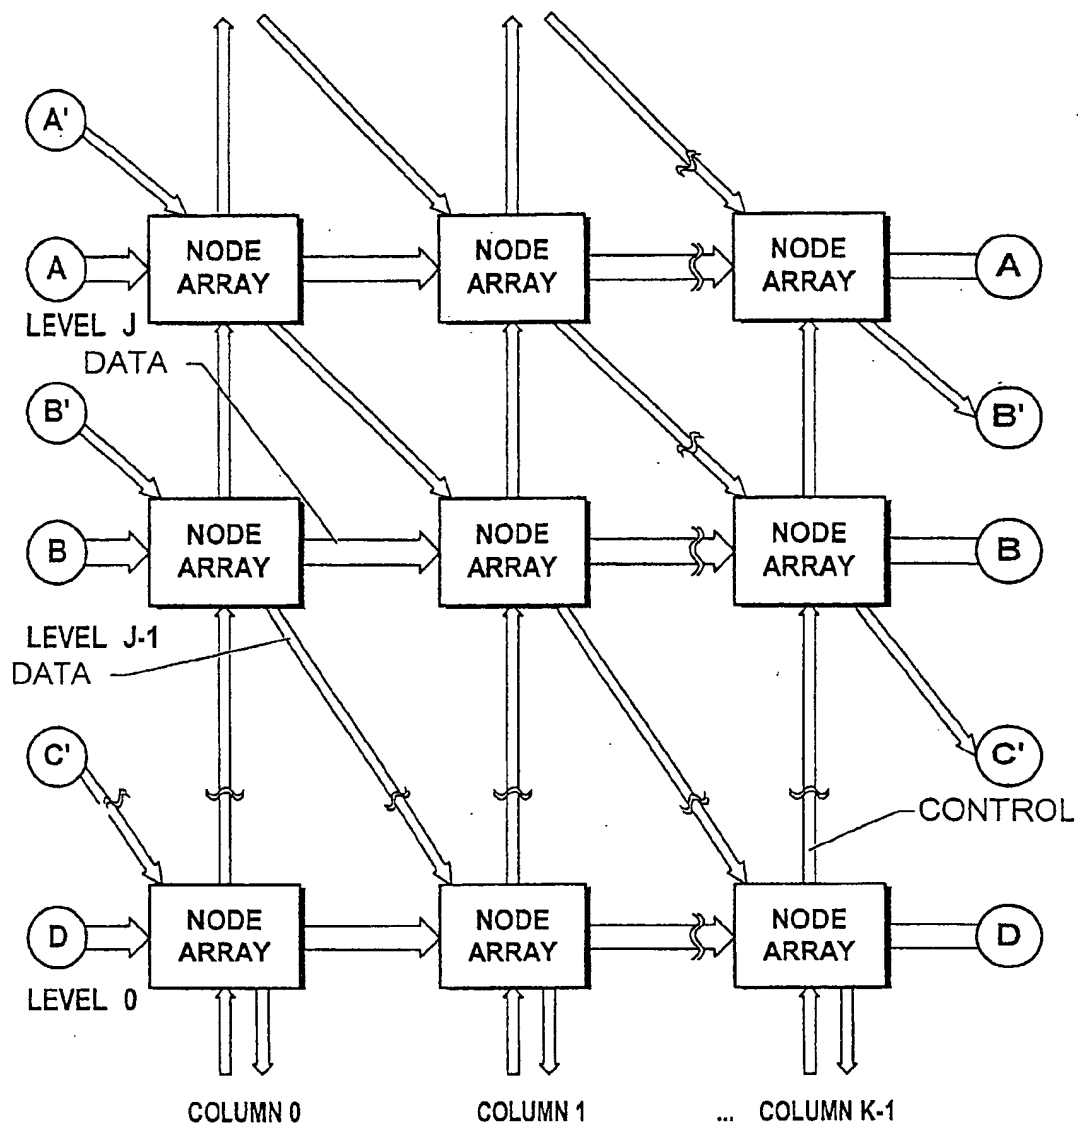 A'
A
NODE
ARRAY
NODE
ARRAY
NODE
ARRAY
A
LEVEL J
DATA
B'
B'
B
NODE
ARRAY
NODE
ARRAY
NODE
ARRAY
B
LEVEL J-1
DATA
C'
C'
CONTROL
D
NODE
ARRAY
NODE
ARRAY
NODE
ARRAY
D
LEVEL 0
COLUMN 0
COLUMN 1
... COLUMN K-1